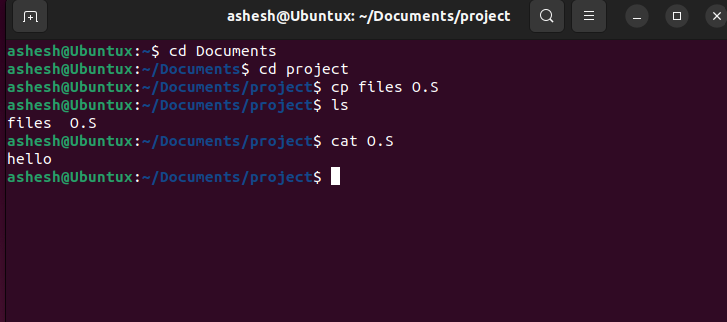 ashesh@Ubuntux: ~/Documents/project
ashesh@Ubuntux:~$ cd Documents
ashesh@Ubuntux:~/Documents$ cd project
ashesh@Ubuntux:~/Documents/project$ cp files O.S
ashesh@Ubuntux:~/Documents/project$ ls
files  O.S
ashesh@Ubuntux:~/Documents/project$ cat O.S
hello
ashesh@Ubuntux:~/Documents/project$